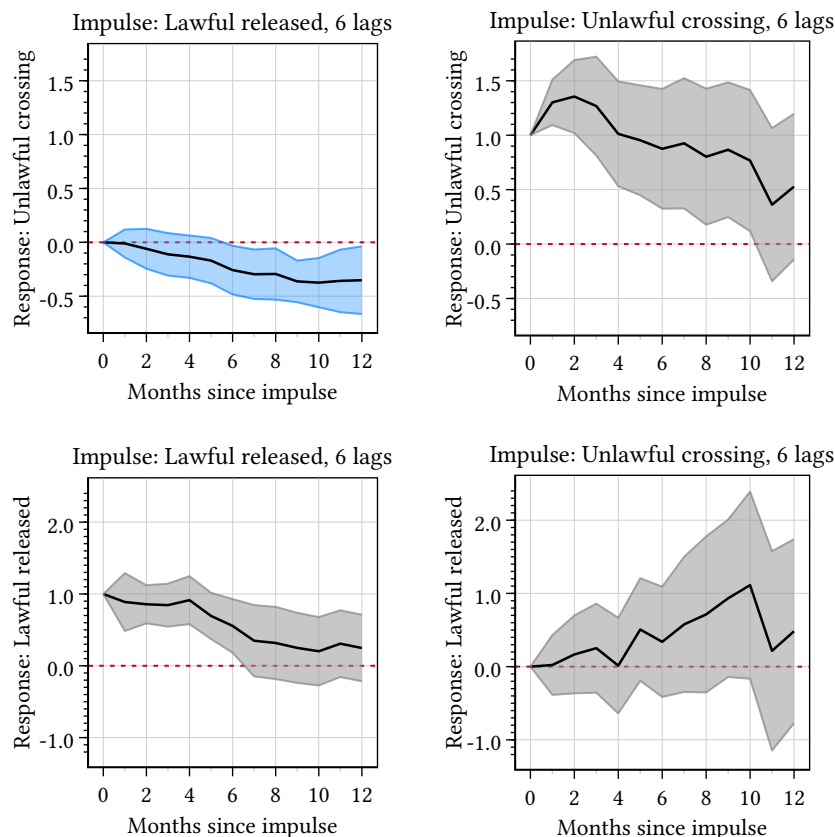 Impulse: Lawful released, 6 lags
Response: Unlawful crossing
1.5
1.0
0.5
0.0
-0.5
0 2 4 6 8 10 12
Months since impulse
Impulse: Unlawful crossing, 6 lags
Response: Unlawful crossing
1.5
1.0
0.5
0.0
-0.5
0 2 4 6 8 10 12
Months since impulse
Impulse: Lawful released, 6 lags
Response: Lawful released
2.0
1.0
0.0
-1.0
0 2 4 6 8 10 12
Months since impulse
Impulse: Unlawful crossing, 6 lags
Response: Lawful released
2.0
1.0
0.0
-1.0
0 2 4 6 8 10 12
Months since impulse